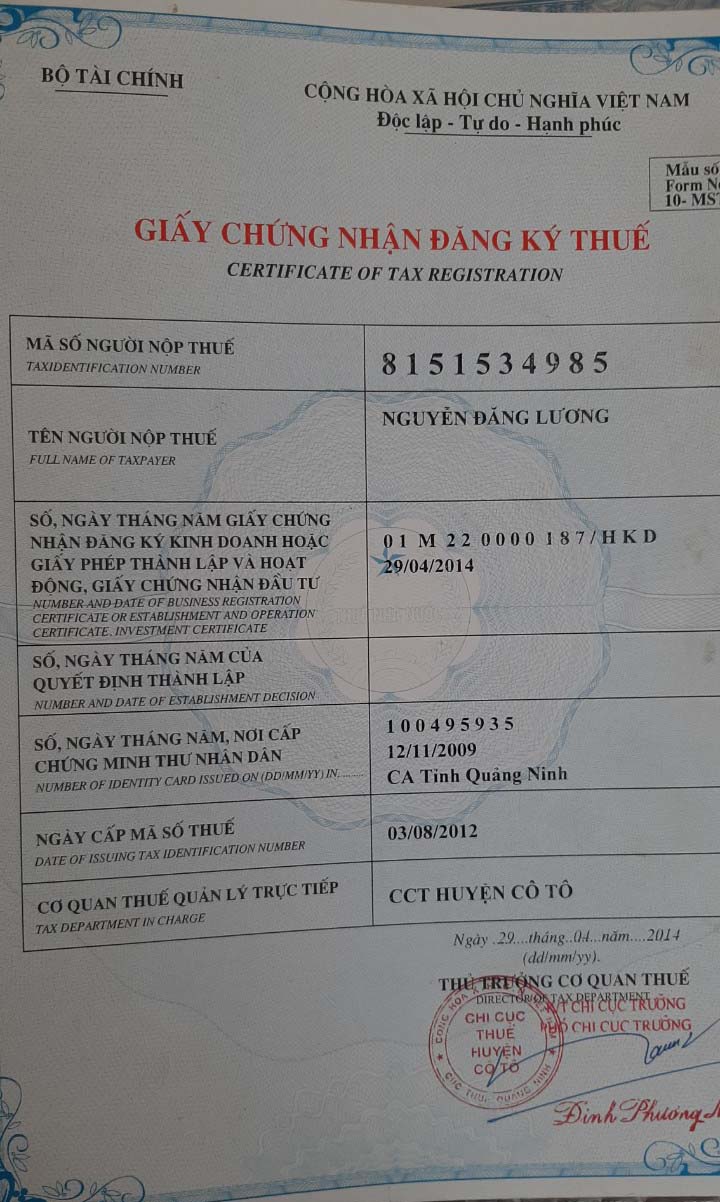 BỘ TÀI CHÍNH
CỘNG HÒA XÃ HỘI CHỦ NGHĨA VIỆT NAM
Độc lập - Tự do - Hạnh phúc
Mẫu số
Form
10- MST
GIẤY CHỨNG NHẬN ĐĂNG KÝ THUẾ
CERTIFICATE OF TAX REGISTRATION
MÃ SỐ NGƯỜI NỘP THUẾ
TAXIDENTIFICATION NUMBER
8151534985
TÊN NGƯỜI NỘP THUẾ
FULL NAME OF TAXPAYER
NGUYỄN ĐĂNG LƯƠNG
SỐ, NGÀY THÁNG NĂM GIẤY CHỨNG
NHẬN ĐĂNG KÝ KINH DOANH HOẶC
GIẤY PHÉP THÀNH LẬP VÀ HOẠT
ĐỘNG, GIẤY CHỨNG NHẬN ĐẦU TƯ
NUMBER AND DATE OF BUSINESS REGISTRATION
CERTIFICATE OR ESTABLISHMENT AND OPERATION
CERTIFICATE, INVESTMENT CERTIFICATE
01 M 22 0000 187/HKD
29/04/2014
SỐ, NGÀY THÁNG NĂM CỦA
QUYẾT ĐỊNH THÀNH LẬP
NUMBER AND DATE OF ESTABLISHMENT DECISION
SỐ, NGÀY THÁNG NĂM, NƠI CẤP
CHỨNG MINH THƯ NHÂN DÂN
NUMBER OF IDENTITY CARD ISSUED ON (DD/MM/YY) IN.........
100495935
12/11/2009
CA Tỉnh Quảng Ninh
NGÀY CẤP MÃ SỐ THUẾ
DATE OF ISSUING TAX IDENTIFICATION NUMBER
03/08/2012
CƠ QUAN THUẾ QUẢN LÝ TRỰC TIẾP
TAX DEPARTMENT IN CHARGE
CCT HUYỆN CÔ TÔ
Ngày .29....tháng..04...năm....2014
(dd/mm/yy).
THỦ TRƯỞNG CƠ QUAN THUẾ
DIRECTOR OF TAX DEPARTMENT
K/T CHI CỤC TRƯỞNG
PHÓ CHI CỤC TRƯỞNG
CHI CỤC
THUẾ
HUYỆN
CÔ TÔ
CỤC THUẾ QUẢNG NINH
Đinh Phương